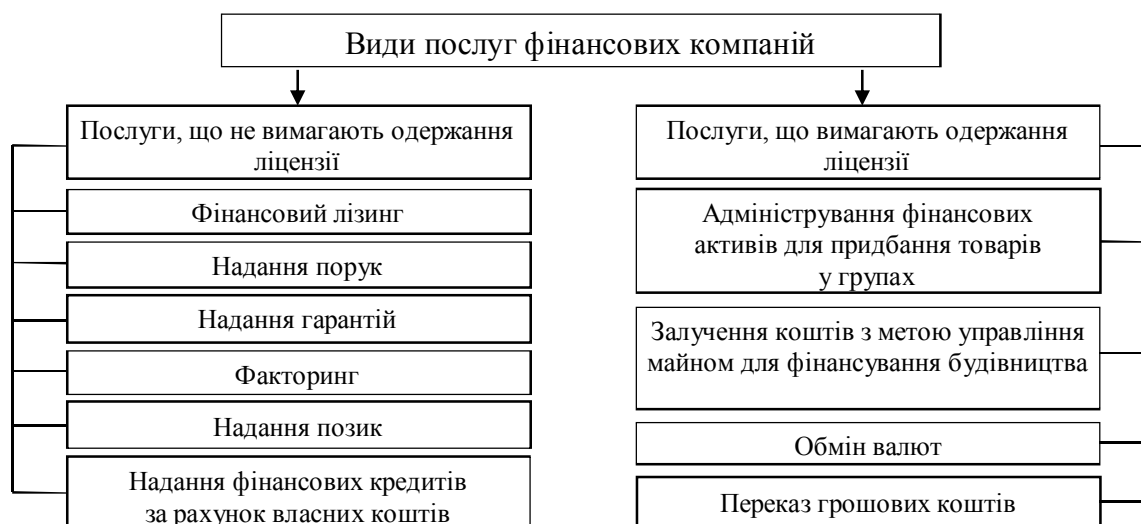 Види послуг фінансових компаній
Послуги, що не вимагають одержання
ліцензії
Фінансовий лізинг
Надання порук
Надання гарантій
Факторинг
Надання позик
Надання фінансових кредитів
за рахунок власних коштів
Послуги, що вимагають одержання
ліцензії
Адміністрування фінансових
активів для придбання товарів
у групах
Залучення коштів з метою управління
майном для фінансування будівництва
Обмін валют
Переказ грошових коштів